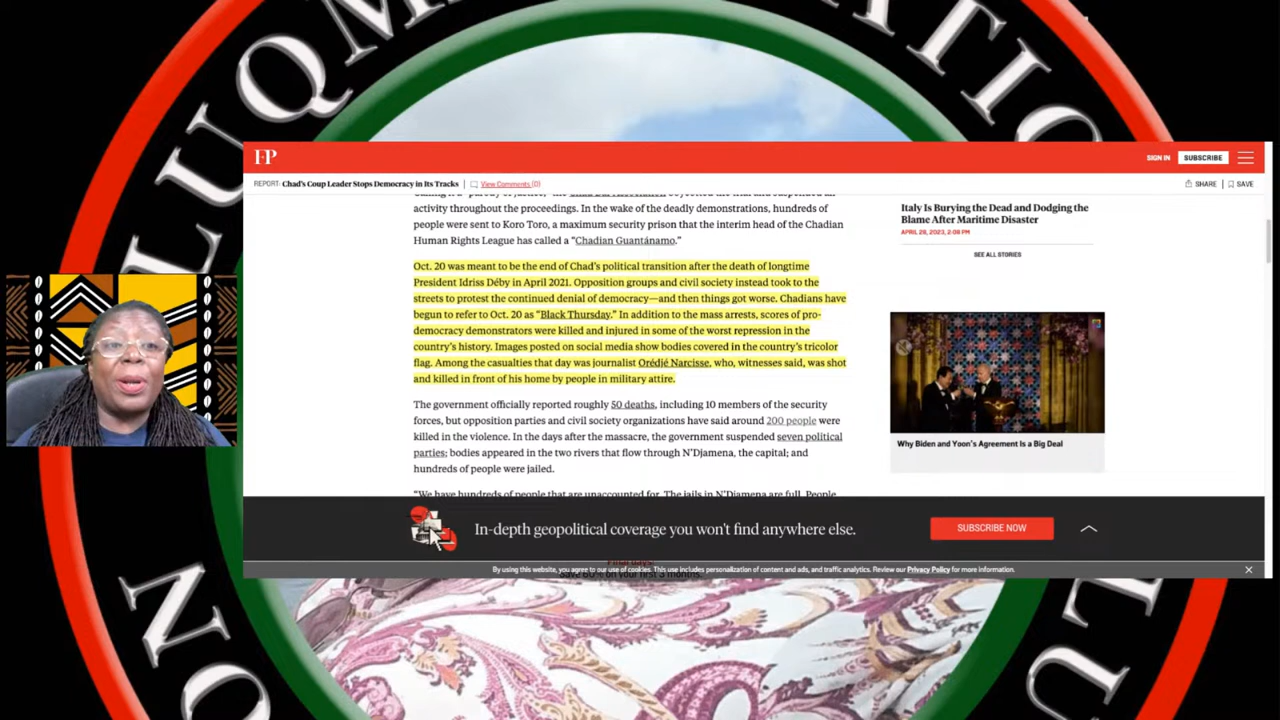 LUQM
ATIO
FP
SIGN IN
SUBSCRIBE
REPORT: Chad's Coup Leader Stops Democracy in Its Tracks
View Comments (0)
SHARE
SAVE
activity throughout the proceedings. In the wake of the deadly demonstrations, hundreds of
people were sent to Koro Toro, a maximum security prison that the interim head of the Chadian
Human Rights League has called a “Chadian Guantánamo.”
Oct. 20 was meant to be the end of Chad's political transition after the death of longtime
President Idriss Déby in April 2021. Opposition groups and civil society instead took to the
streets to protest the continued denial of democracy—and then things got worse. Chadians have
begun to refer to Oct. 20 as “Black Thursday.” In addition to the mass arrests, scores of pro-
democracy demonstrators were killed and injured in some of the worst repression in the
country's history. Images posted on social media show bodies covered in the country's tricolor
flag. Among the casualties that day was journalist Orédjé Narcisse, who, witnesses said, was shot
and killed in front of his home by people in military attire.
The government officially reported roughly 50 deaths, including 10 members of the security
forces, but opposition parties and civil society organizations have said around 200 people were
killed in the violence. In the days after the massacre, the government suspended seven political
parties; bodies appeared in the two rivers that flow through N'Djamena, the capital; and
hundreds of people were jailed.
“We have hundreds of people that are unaccounted for. The jails in N'Djamena are full. People
Italy Is Burying the Dead and Dodging the
Blame After Maritime Disaster
APRIL 28, 2023, 2:08 PM
SEE ALL STORIES
Why Biden and Yoon's Agreement Is a Big Deal
In-depth geopolitical coverage you won't find anywhere else.
SUBSCRIBE NOW
By using this website, you agree to our use of cookies. This use includes personalization of content and ads, and traffic analytics. Review our Privacy Policy for more information.
Save 60% on your first 3 months.
NO
LTU